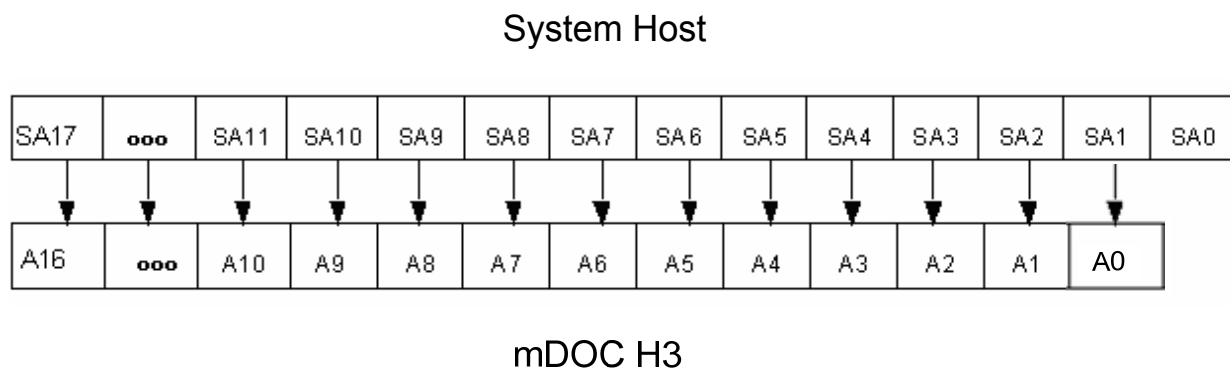 System Host
SA17 ooo SA11 SA10 SA9 SA8 SA7 SA6 SA5 SA4 SA3 SA2 SA1 SA0
A16 ooo A10 A9 A8 A7 A6 A5 A4 A3 A2 A1 A0
mDOC H3